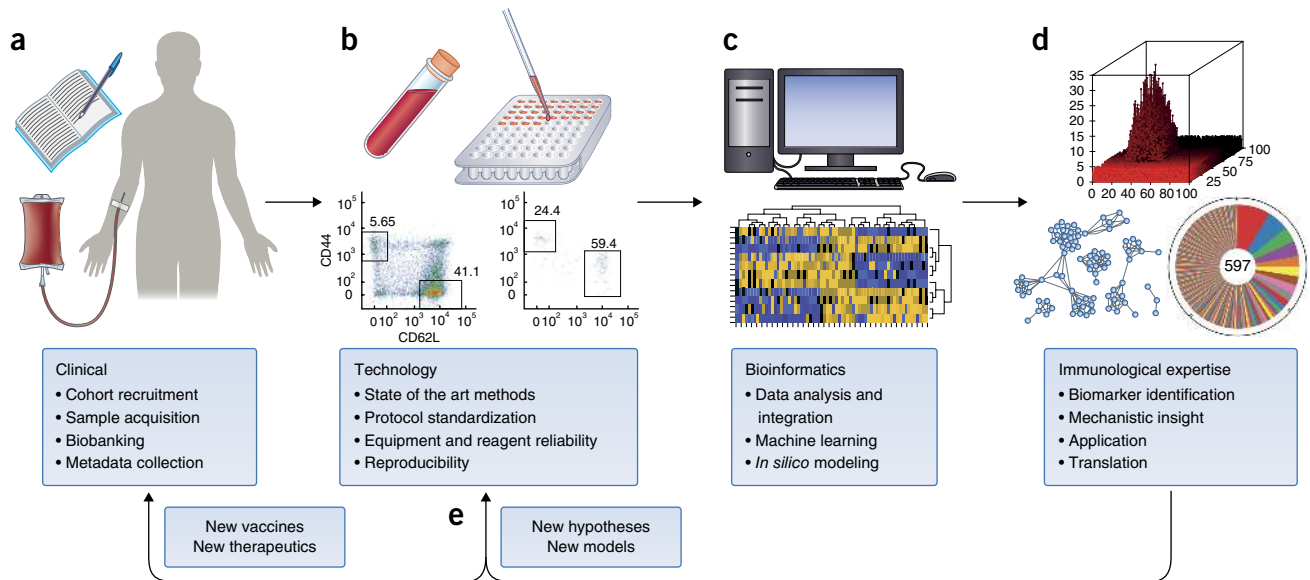 a
b
c
d
5.65
41.1
CD44
10⁵
10⁴
10³
10²
0
0 10² 10³ 10⁴ 10⁵
CD62L
24.4
59.4
10⁵
10⁴
10³
10²
0
0 10² 10³ 10⁴ 10⁵
35
30
25
20
15
10
5
0
0 20 40 60 80 100
25
50
75
100
597
Clinical
• Cohort recruitment
• Sample acquisition
• Biobanking
• Metadata collection
Technology
• State of the art methods
• Protocol standardization
• Equipment and reagent reliability
• Reproducibility
Bioinformatics
• Data analysis and
integration
• Machine learning
• In silico modeling
Immunological expertise
• Biomarker identification
• Mechanistic insight
• Application
• Translation
New vaccines
New therapeutics
e
New hypotheses
New models